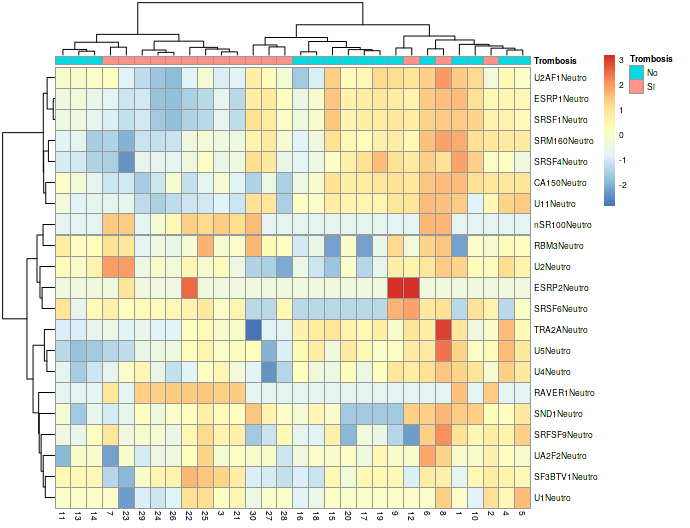 Trombosis
U2AF1Neutro
ESRP1Neutro
SRSF1Neutro
SRM160Neutro
SRSF4Neutro
CA150Neutro
U11Neutro
nSR100Neutro
RBM3Neutro
U2Neutro
ESRP2Neutro
SRSF6Neutro
TRA2ANeutro
U5Neutro
U4Neutro
RAVER1Neutro
SND1Neutro
SRFSF9Neutro
UA2F2Neutro
SF3BTV1Neutro
U1Neutro
11 13 14 7 23 29 24 26 22 25 3 21 30 27 28 16 18 15 20 17 19 9 12 6 8 1 10 2 4 5
3
2
1
0
-1
-2
Trombosis
No
Si